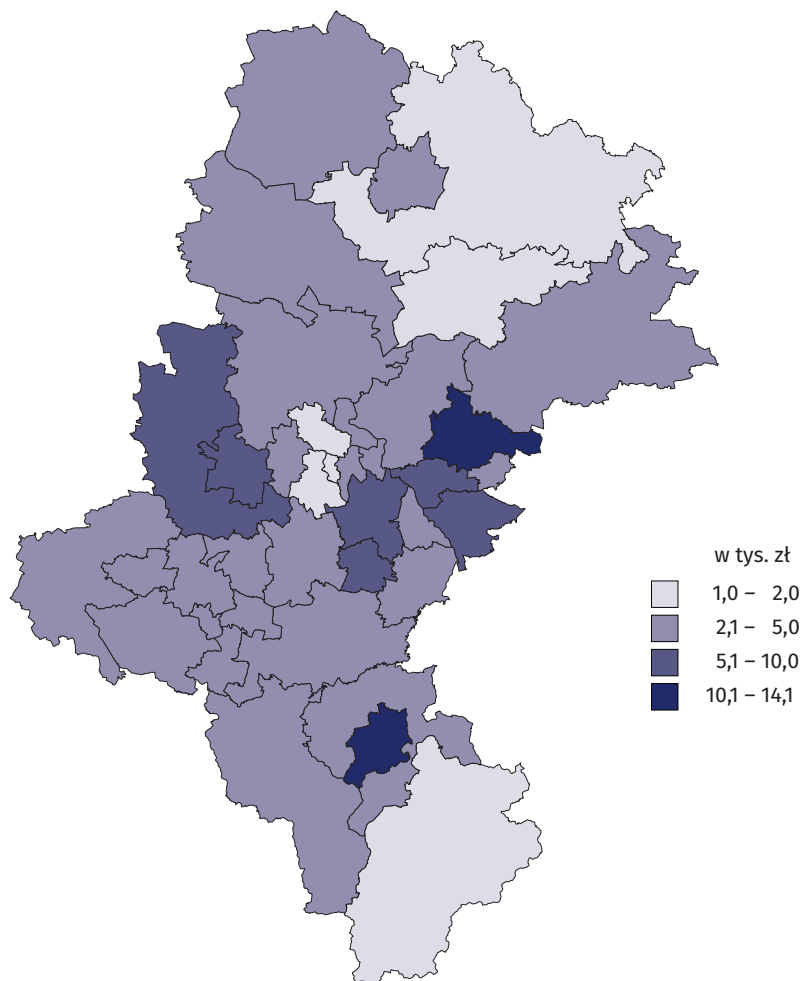 w tys. zł
1,0 – 2,0
2,1 – 5,0
5,1 – 10,0
10,1 – 14,1